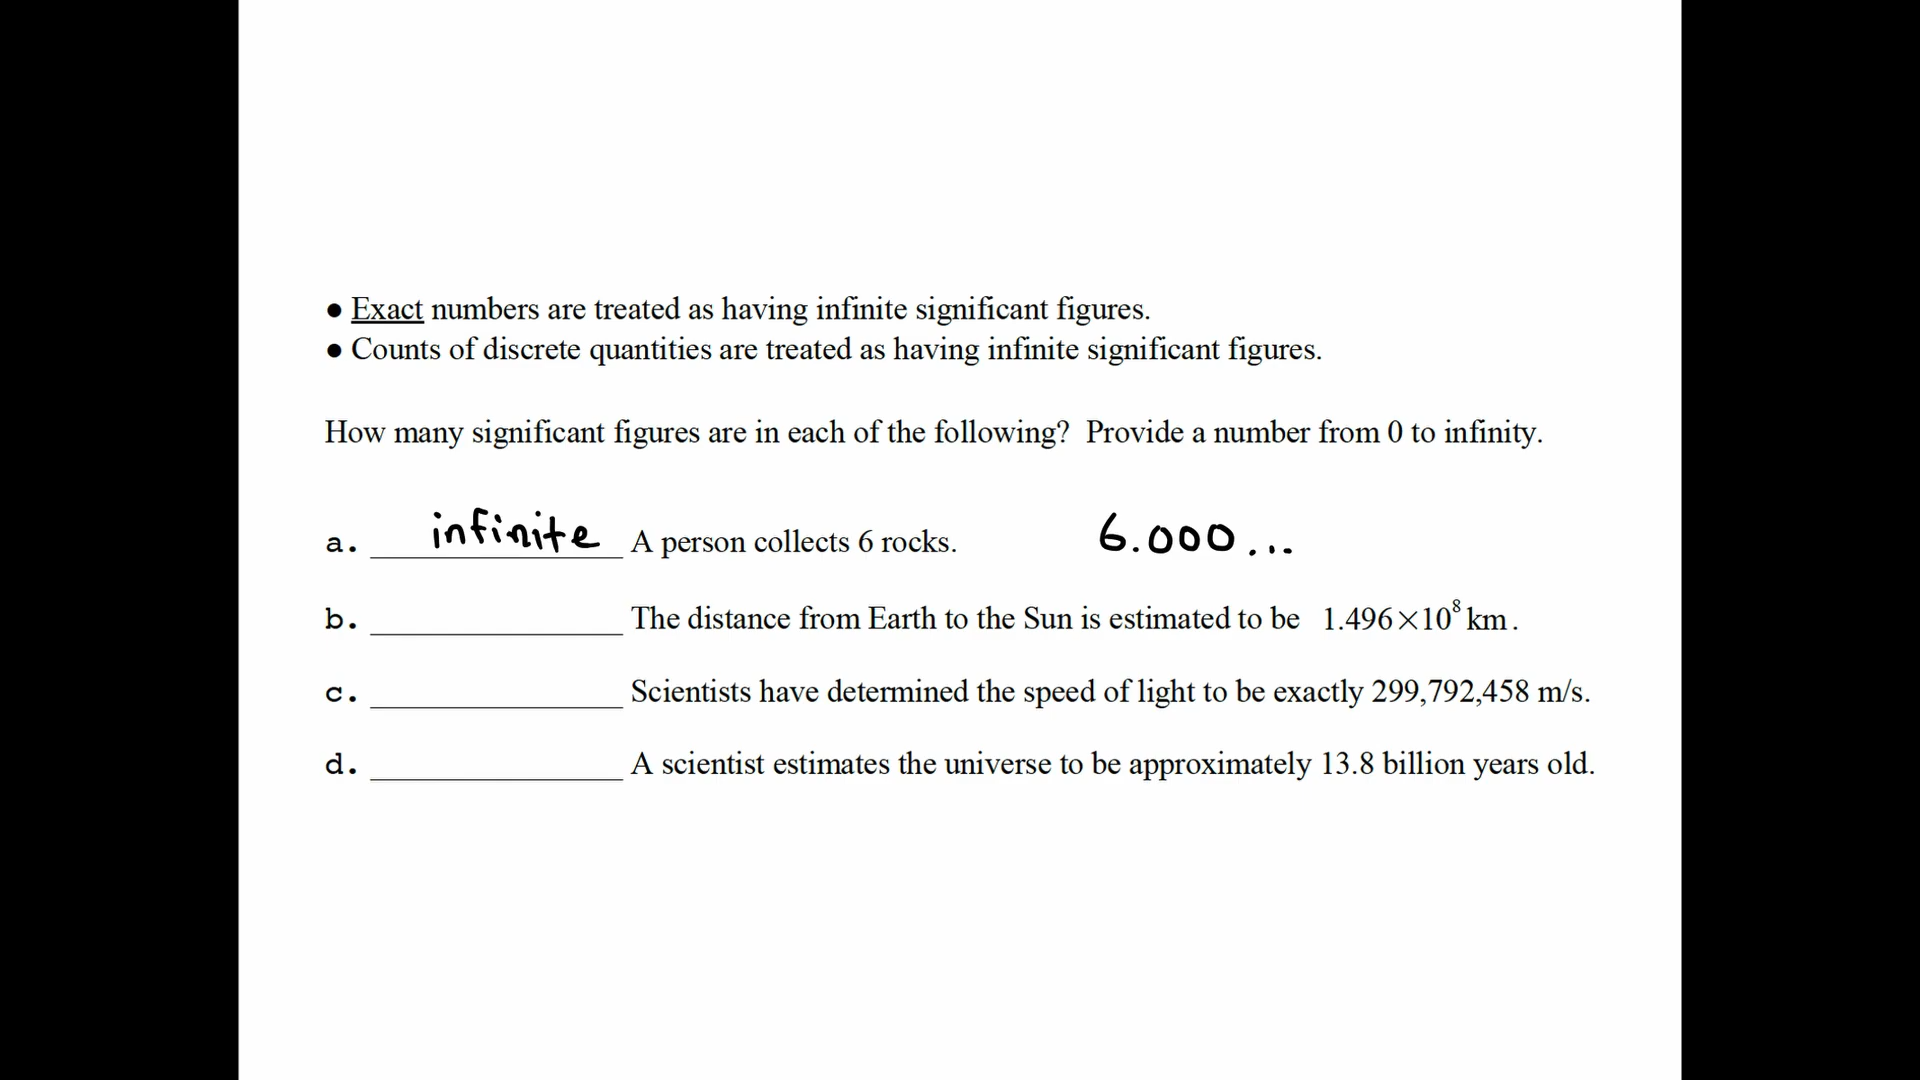 ● Exact numbers are treated as having infinite significant figures.
● Counts of discrete quantities are treated as having infinite significant figures.
How many significant figures are in each of the following? Provide a number from 0 to infinity.
a. infinite A person collects 6 rocks. 6.000...
b. ____________ The distance from Earth to the Sun is estimated to be 1.496×10⁸ km.
c. ____________ Scientists have determined the speed of light to be exactly 299,792,458 m/s.
d. ____________ A scientist estimates the universe to be approximately 13.8 billion years old.